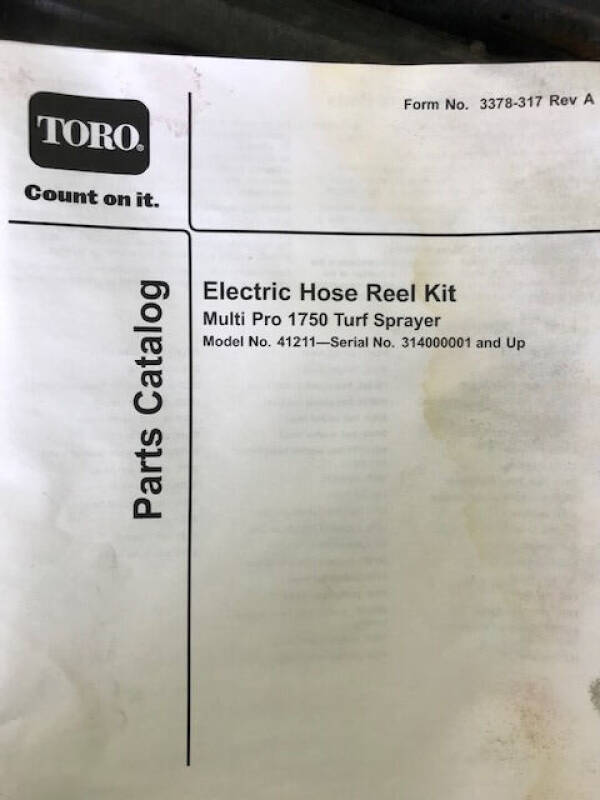 TORO®
Count on it.
Form No. 3378-317 Rev A
Parts Catalog
Electric Hose Reel Kit
Multi Pro 1750 Turf Sprayer
Model No. 41211—Serial No. 314000001 and Up